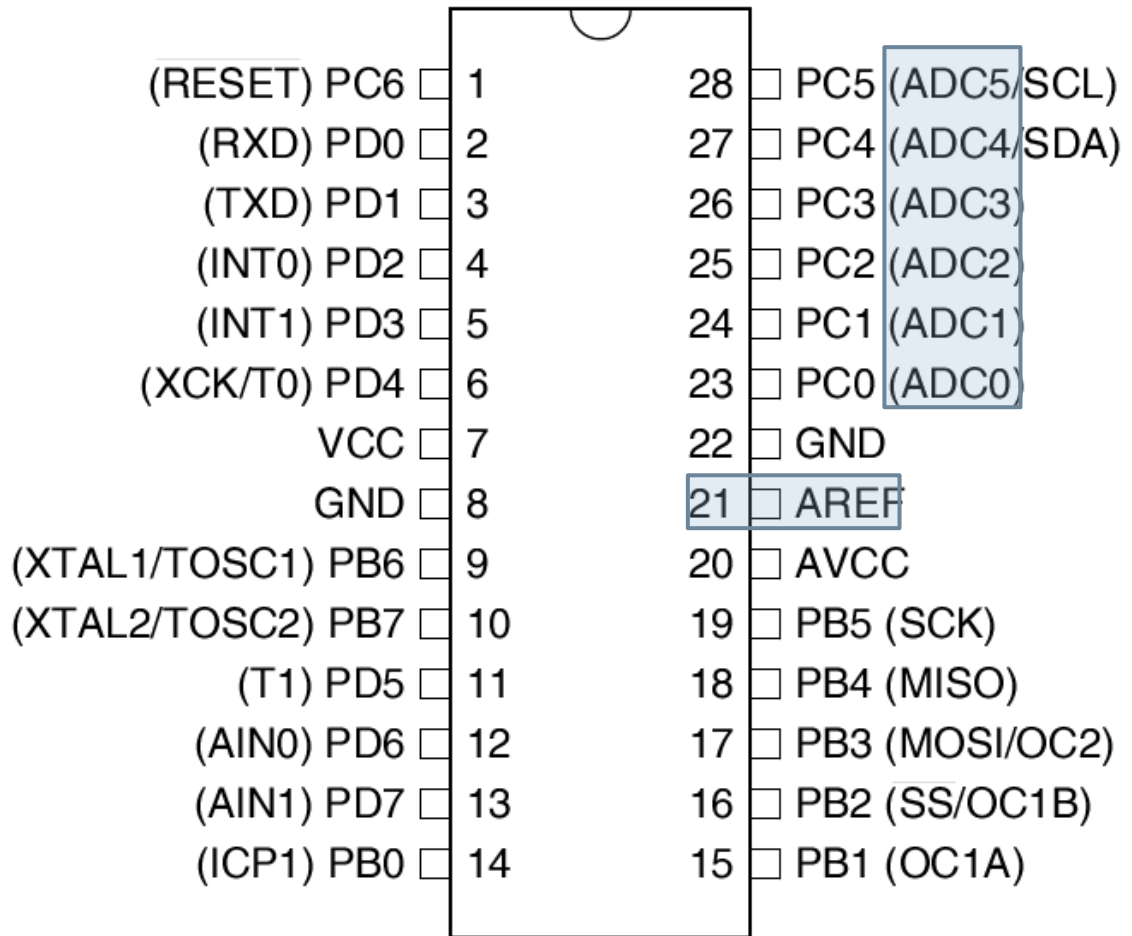 (RESET) PC6 1 28 PC5 (ADC5/SCL)
(RXD) PD0 2 27 PC4 (ADC4/SDA)
(TXD) PD1 3 26 PC3 (ADC3)
(INT0) PD2 4 25 PC2 (ADC2)
(INT1) PD3 5 24 PC1 (ADC1)
(XCK/T0) PD4 6 23 PC0 (ADC0)
VCC 7 22 GND
GND 8 21 AREF
(XTAL1/TOSC1) PB6 9 20 AVCC
(XTAL2/TOSC2) PB7 10 19 PB5 (SCK)
(T1) PD5 11 18 PB4 (MISO)
(AIN0) PD6 12 17 PB3 (MOSI/OC2)
(AIN1) PD7 13 16 PB2 (SS/OC1B)
(ICP1) PB0 14 15 PB1 (OC1A)